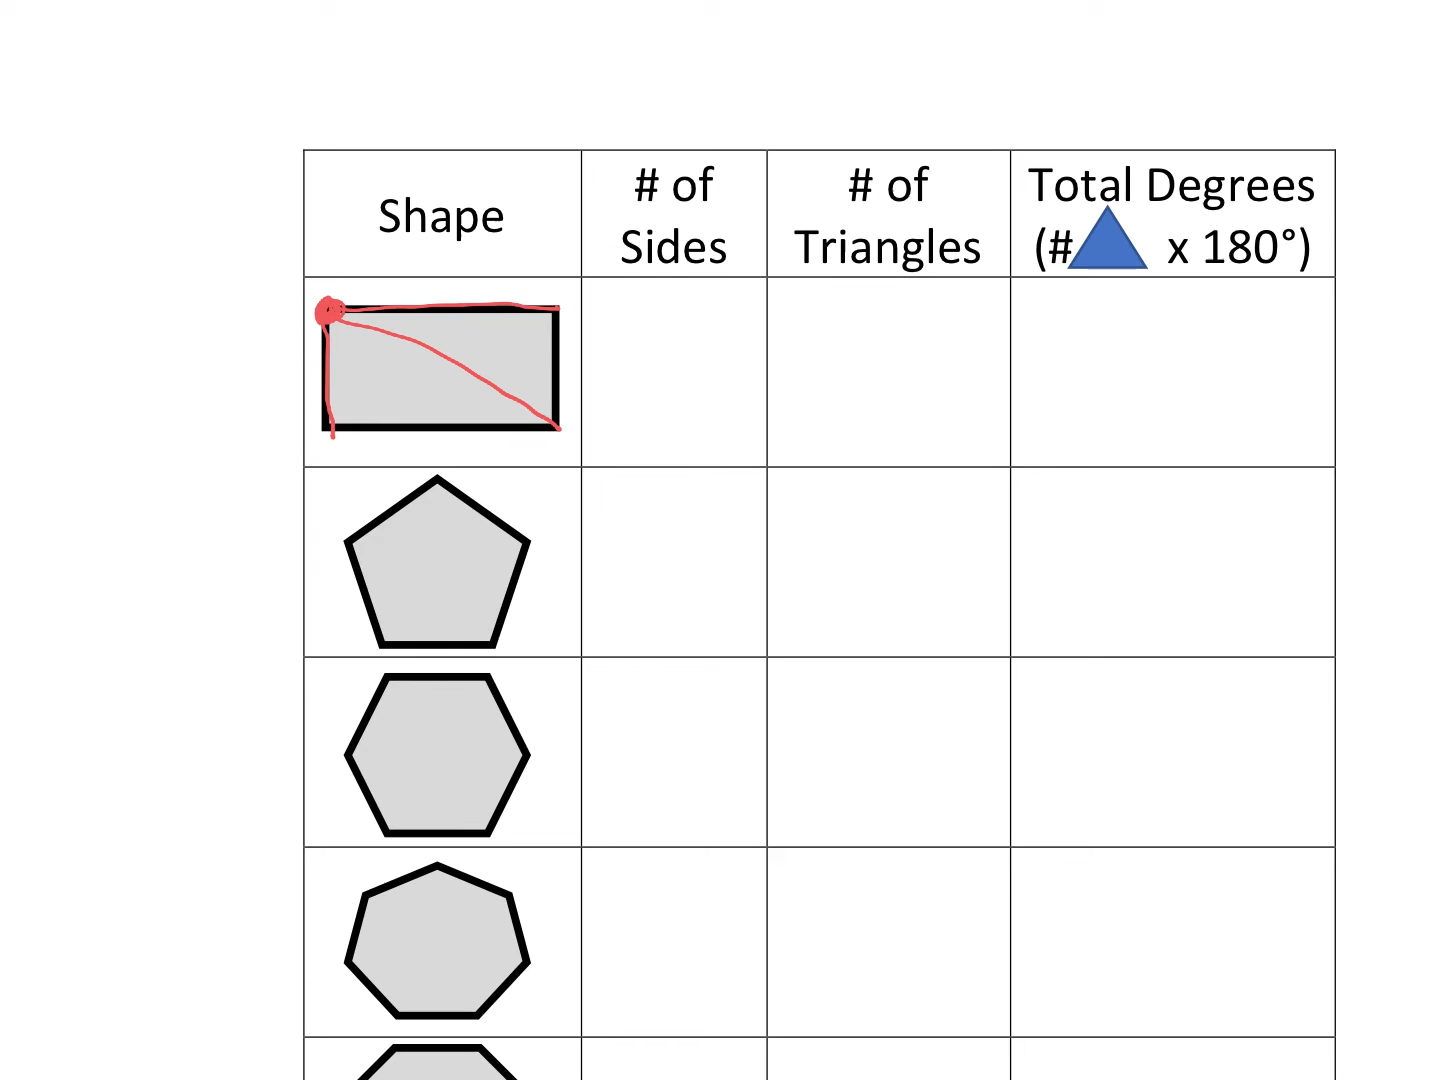 Shape
# of
Sides
# of
Triangles
Total Degrees
(# x 180°)